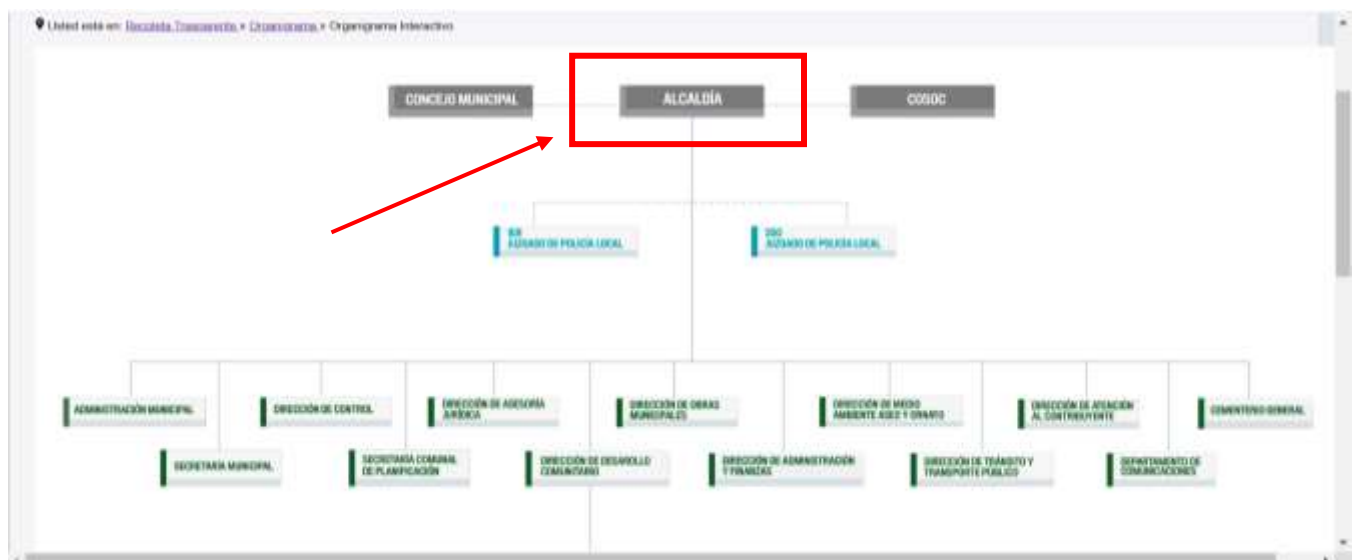 Usted está en: Recoleta Transparente » Organigrama » Organigrama Interactivo
CONCEJO MUNICIPAL
ALCALDÍA
COSOC
JUZGADO DE POLICÍA LOCAL
JUZGADO DE POLICÍA LOCAL
ADMINISTRACIÓN MUNICIPAL
DIRECCIÓN DE CONTROL
DIRECCIÓN DE ASESORÍA
JURÍDICA
DIRECCIÓN DE OBRAS
MUNICIPALES
DIRECCIÓN DE MEDIO
AMBIENTE ASEO Y ORNATO
DIRECCIÓN DE ATENCIÓN
AL CONTRIBUYENTE
CEMENTERIO GENERAL
SECRETARÍA MUNICIPAL
SECRETARÍA COMUNAL
DE PLANIFICACIÓN
DIRECCIÓN DE DESAROLLO
COMUNITARIO
DIRECCIÓN DE ADMINISTRACIÓN
Y FINANZAS
DIRECCIÓN DE TRÁNSITO Y
TRANSPORTE PÚBLICO
DEPARTAMENTO DE
COMUNICACIONES